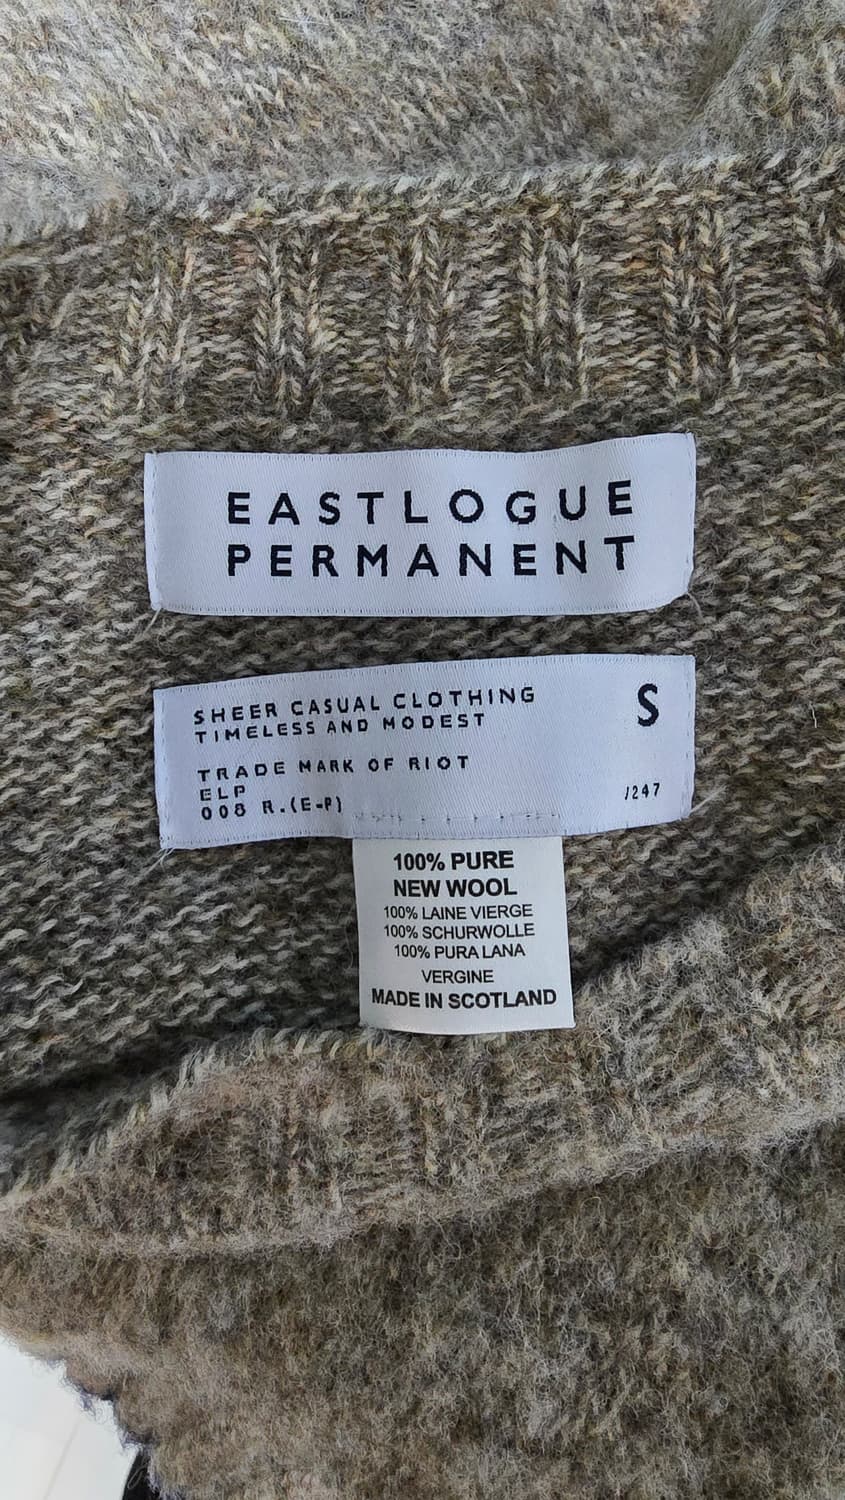 EASTLOGUE
PERMANENT
SHEER CASUAL CLOTHING
TIMELESS AND MODEST
S
TRADE MARK OF RIOT
ELP
008 R.(E-P)
/247
100% PURE
NEW WOOL
100% LAINE VIERGE
100% SCHURWOLLE
100% PURA LANA
VERGINE
MADE IN SCOTLAND